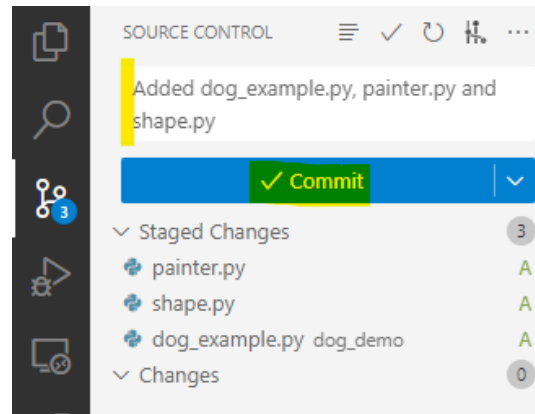 SOURCE CONTROL
Added dog_example.py, painter.py and
shape.py
Commit
Staged Changes 3
painter.py A
shape.py A
dog_example.py dog_demo A
Changes 0
3